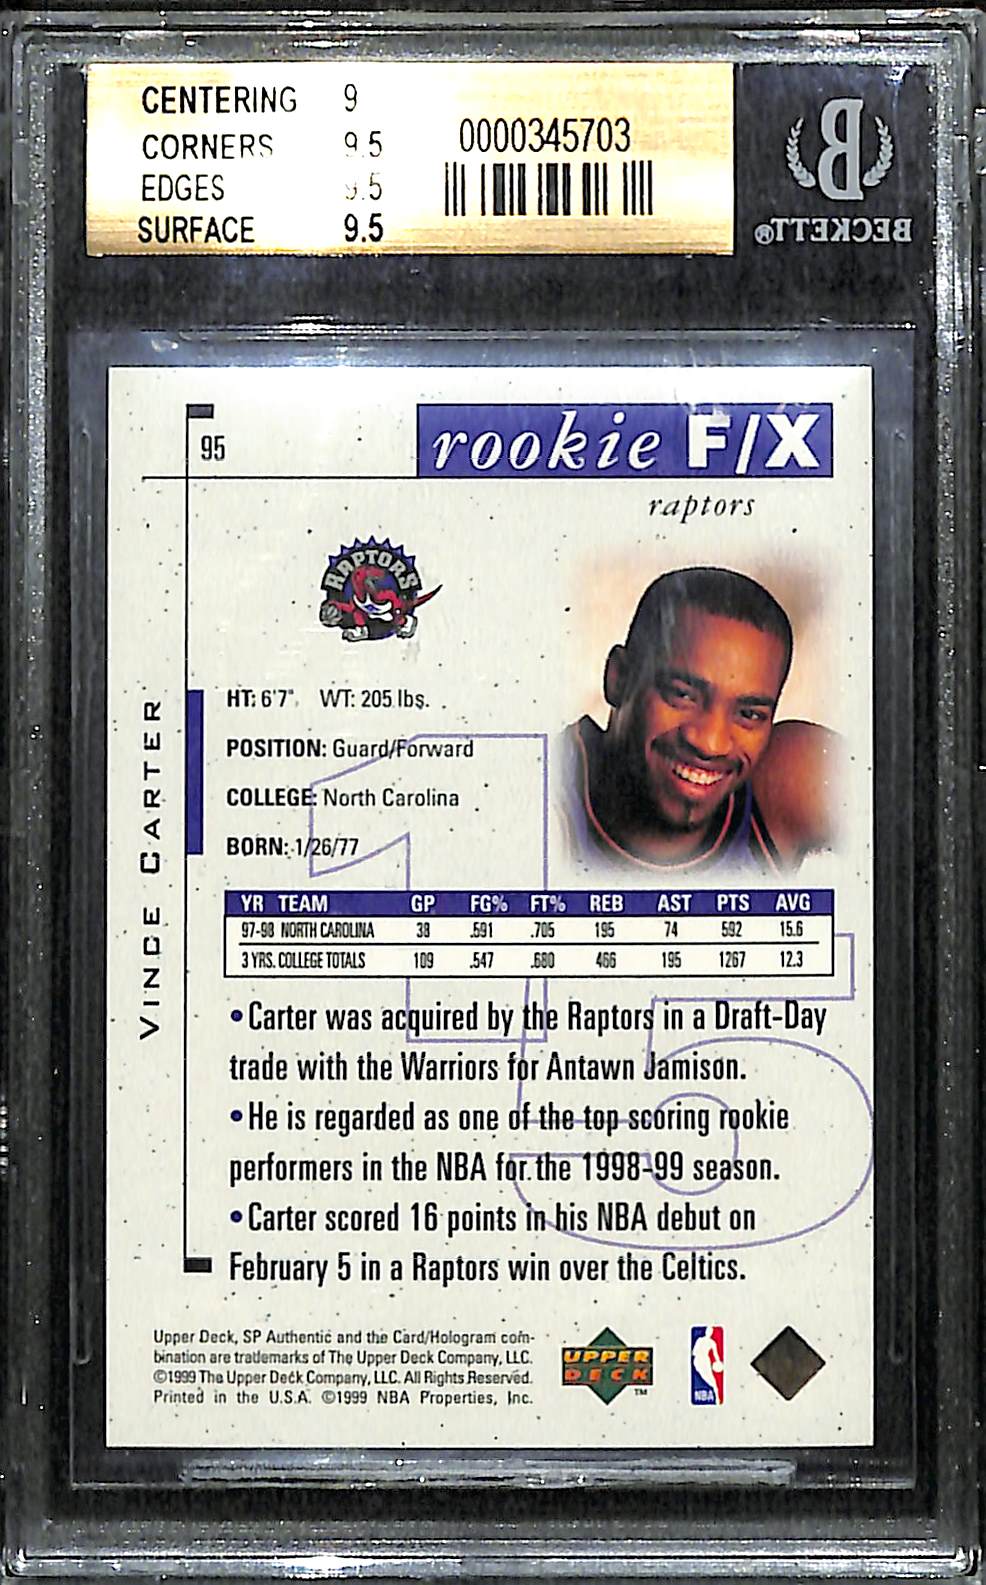 CENTERING 9
CORNERS 9.5
EDGES 9.5
SURFACE 9.5
0000345703
B
BECKETT®
95
rookie F/X
raptors
RAPTORS
HT: 6'7" WT: 205 lbs.
POSITION: Guard/Forward
COLLEGE: North Carolina
BORN: 1/26/77
VINCE CARTER
15
YR TEAM GP FG% FT% REB AST PTS AVG
97-98 NORTH CAROLINA 38 .591 .705 195 74 592 15.6
3 YRS. COLLEGE TOTALS 109 .547 .680 466 195 1267 12.3
•Carter was acquired by the Raptors in a Draft-Day
trade with the Warriors for Antawn Jamison.
•He is regarded as one of the top scoring rookie
performers in the NBA for the 1998-99 season.
•Carter scored 16 points in his NBA debut on
February 5 in a Raptors win over the Celtics.
Upper Deck, SP Authentic and the Card/Hologram com-
bination are trademarks of The Upper Deck Company, LLC.
©1999 The Upper Deck Company, LLC. All Rights Reserved.
Printed in the U.S.A. ©1999 NBA Properties, Inc.
UPPER
DECK
TM
NBA